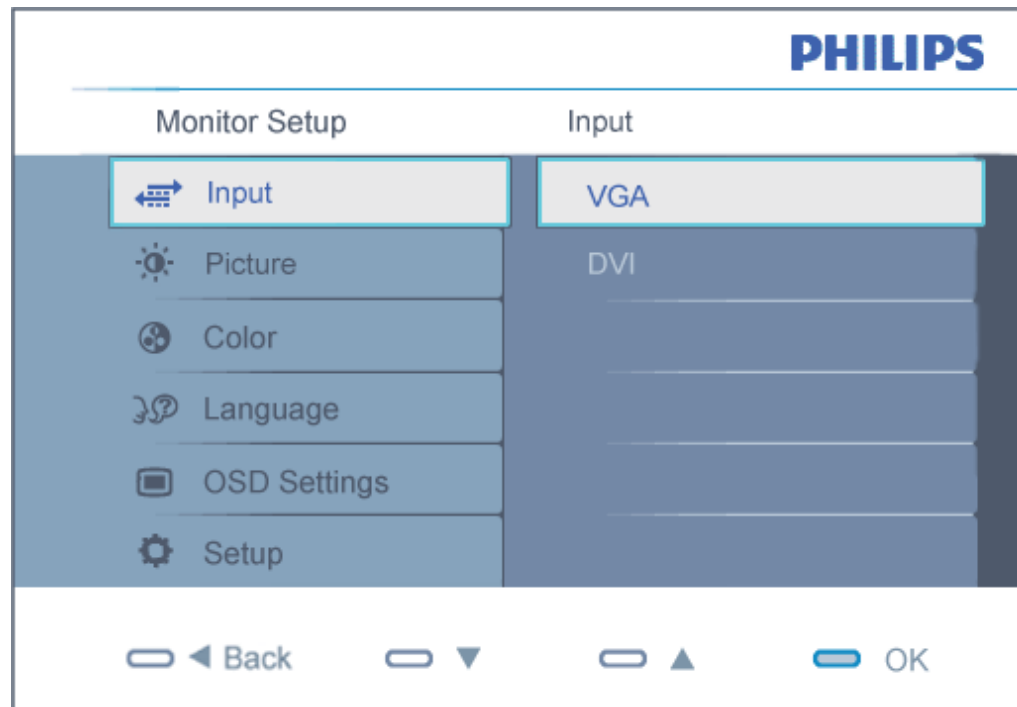 PHILIPS
Monitor Setup Input
Input VGA
Picture DVI
Color
Language
OSD Settings
Setup
Back OK